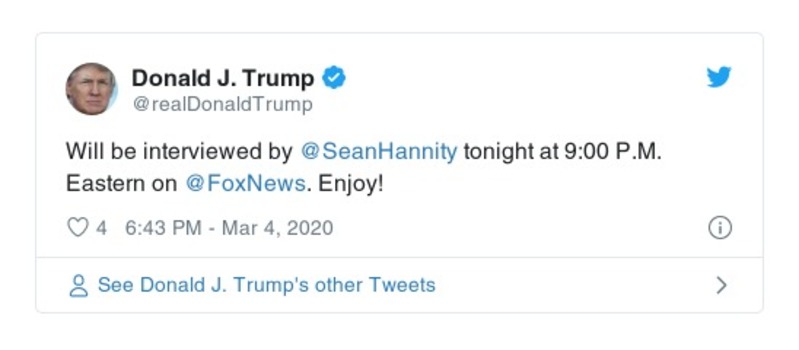 Donald J. Trump
@realDonaldTrump
Will be interviewed by @SeanHannity tonight at 9:00 P.M.
Eastern on @FoxNews. Enjoy!
4 6:43 PM - Mar 4, 2020
See Donald J. Trump's other Tweets